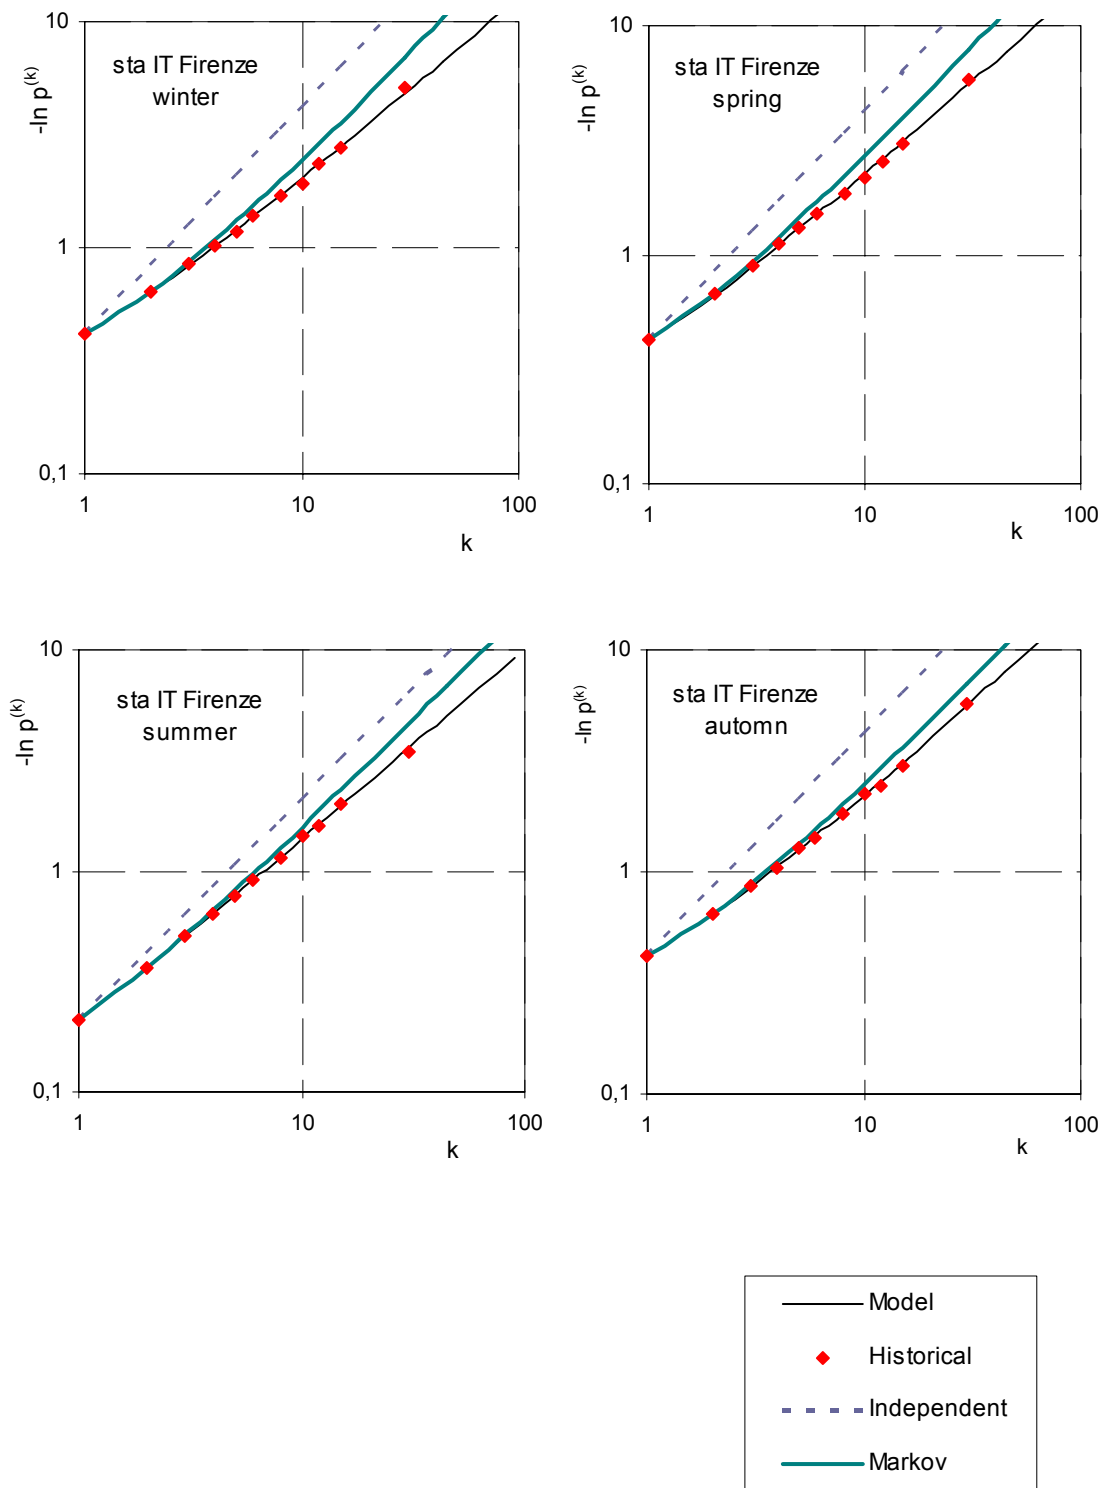 10
1
0,1
-ln p(k)
sta IT Firenze
winter
1
10
100
k
10
1
0,1
-ln p(k)
sta IT Firenze
spring
1
10
100
k
10
1
0,1
-ln p(k)
sta IT Firenze
summer
1
10
100
k
10
1
0,1
-ln p(k)
sta IT Firenze
automn
1
10
100
k
Model
Historical
Independent
Markov